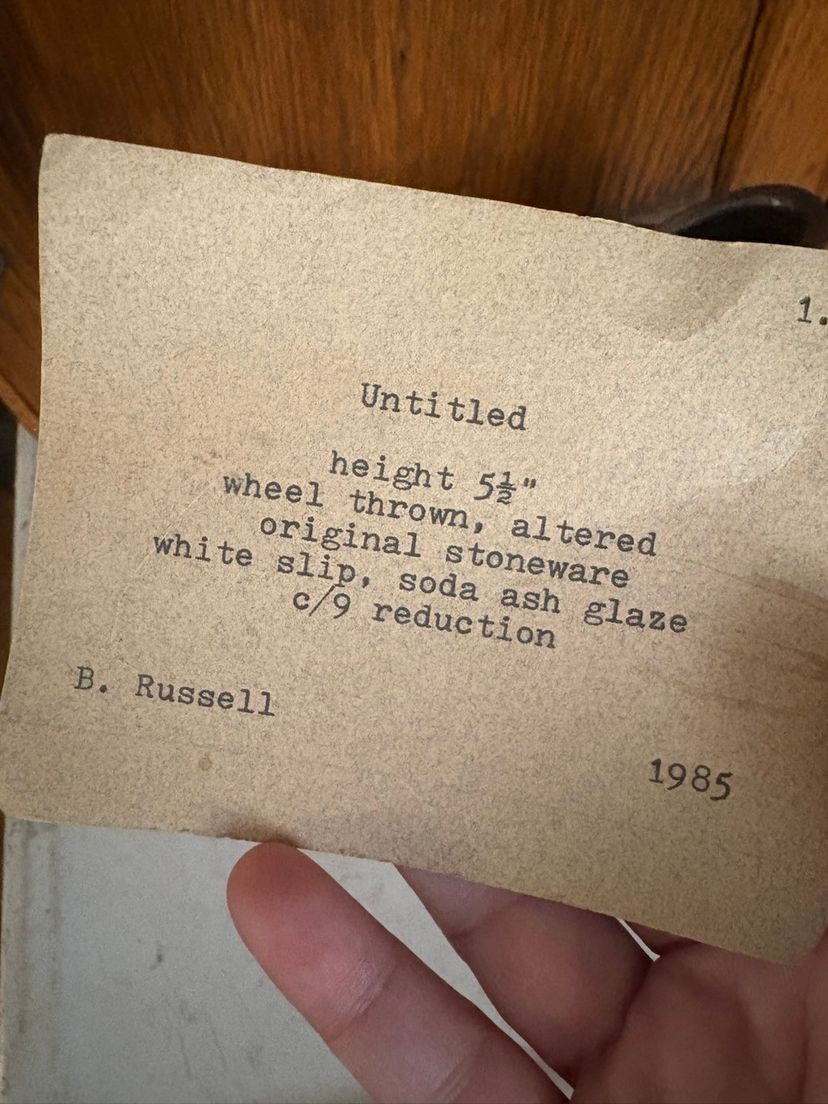 1.
Untitled
height 5½"
wheel thrown, altered
original stoneware
white slip, soda ash glaze
c/9 reduction
B. Russell
1985